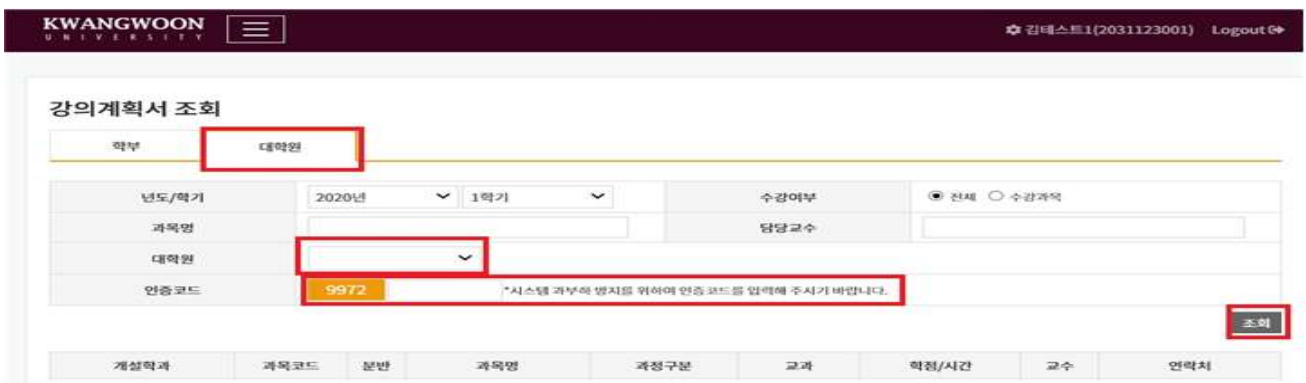 KWANGWOON
UNIVERSITY
김테스트1(2031123001) Logout
강의계획서 조회
학부 대학원
년도/학기 2020년 1학기 수강여부 전체 수강과목
과목명 담당교수
대학원
인증코드 9972 *시스템 과부하 방지를 위하여 인증코드를 입력해 주시기 바랍니다.
조회
개설학과 과목코드 분반 과목명 과정구분 교과 학점/시간 교수 연락처